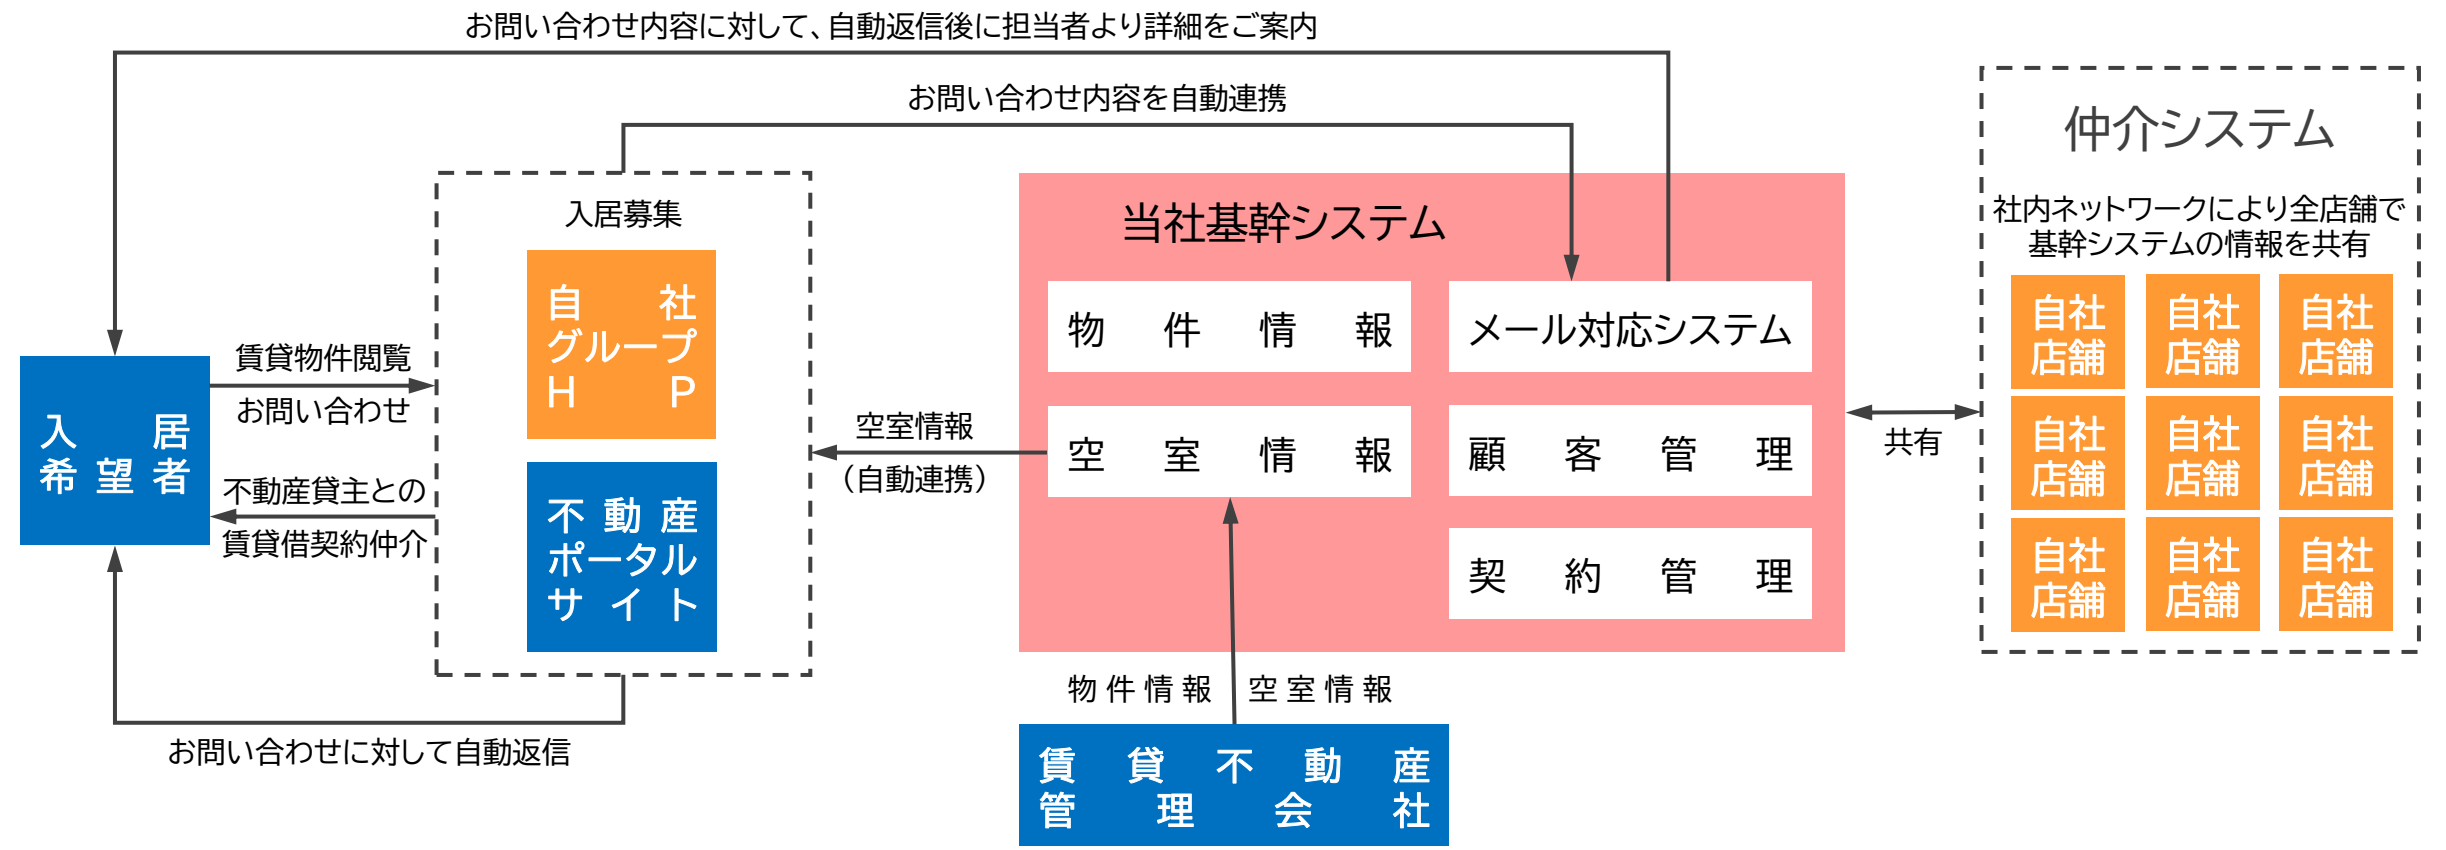 お問い合わせ内容に対して、自動返信後に担当者より詳細をご案内
お問い合わせ内容を自動連携
仲介システム
社内ネットワークにより全店舗で
基幹システムの情報を共有
入居募集
自社
グループ
HP
不動産
ポータル
サイト
当社基幹システム
物件情報
メール対応システム
空室情報
顧客管理
契約管理
賃貸物件閲覧
お問い合わせ
入居
希望者
不動産貸主との
賃貸借契約仲介
空室情報
（自動連携）
共有
自社
店舗
自社
店舗
自社
店舗
自社
店舗
自社
店舗
自社
店舗
自社
店舗
自社
店舗
自社
店舗
物件情報
空室情報
お問い合わせに対して自動返信
賃貸不動産
管理会社